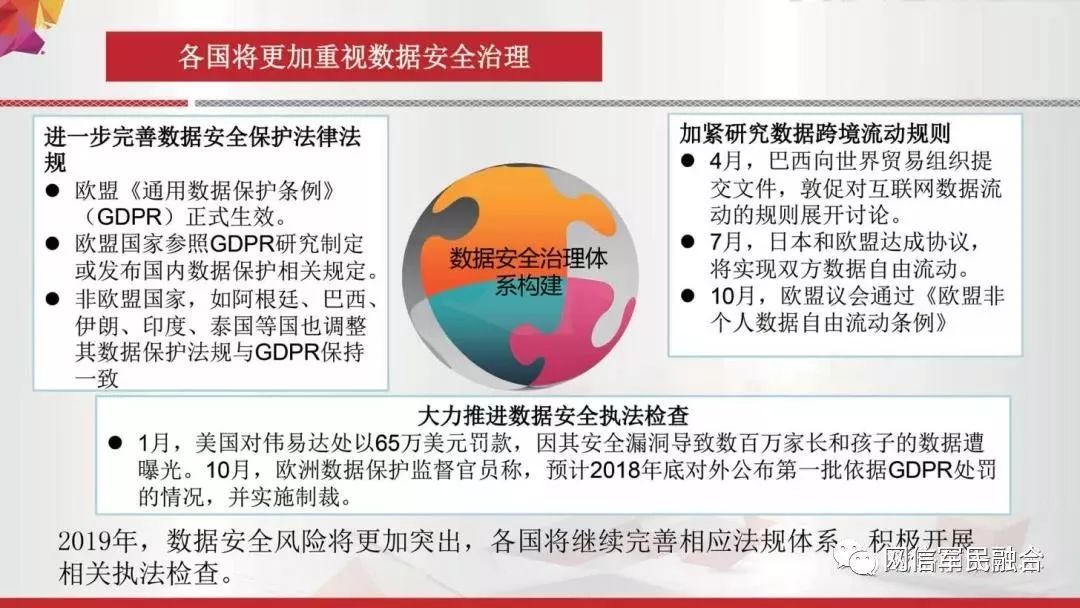 各国将更加重视数据安全治理
进一步完善数据安全保护法律法
规
● 欧盟《通用数据保护条例》
（GDPR）正式生效。
● 欧盟国家参照GDPR研究制定
或发布国内数据保护相关规定。
● 非欧盟国家，如阿根廷、巴西、
伊朗、印度、泰国等国也调整
其数据保护法规与GDPR保持
一致
数据安全治理体
系构建
加紧研究数据跨境流动规则
● 4月，巴西向世界贸易组织提
交文件，敦促对互联网数据流
动的规则展开讨论。
● 7月，日本和欧盟达成协议，
将实现双方数据自由流动。
● 10月，欧盟议会通过《欧盟非
个人数据自由流动条例》
大力推进数据安全执法检查
● 1月，美国对伟易达处以65万美元罚款，因其安全漏洞导致数百万家长和孩子的数据遭
曝光。10月，欧洲数据保护监督官员称，预计2018年底对外公布第一批依据GDPR处罚
的情况，并实施制裁。
2019年，数据安全风险将更加突出，各国将继续完善相应法规体系，积极开展
相关执法检查。
网信军民融合